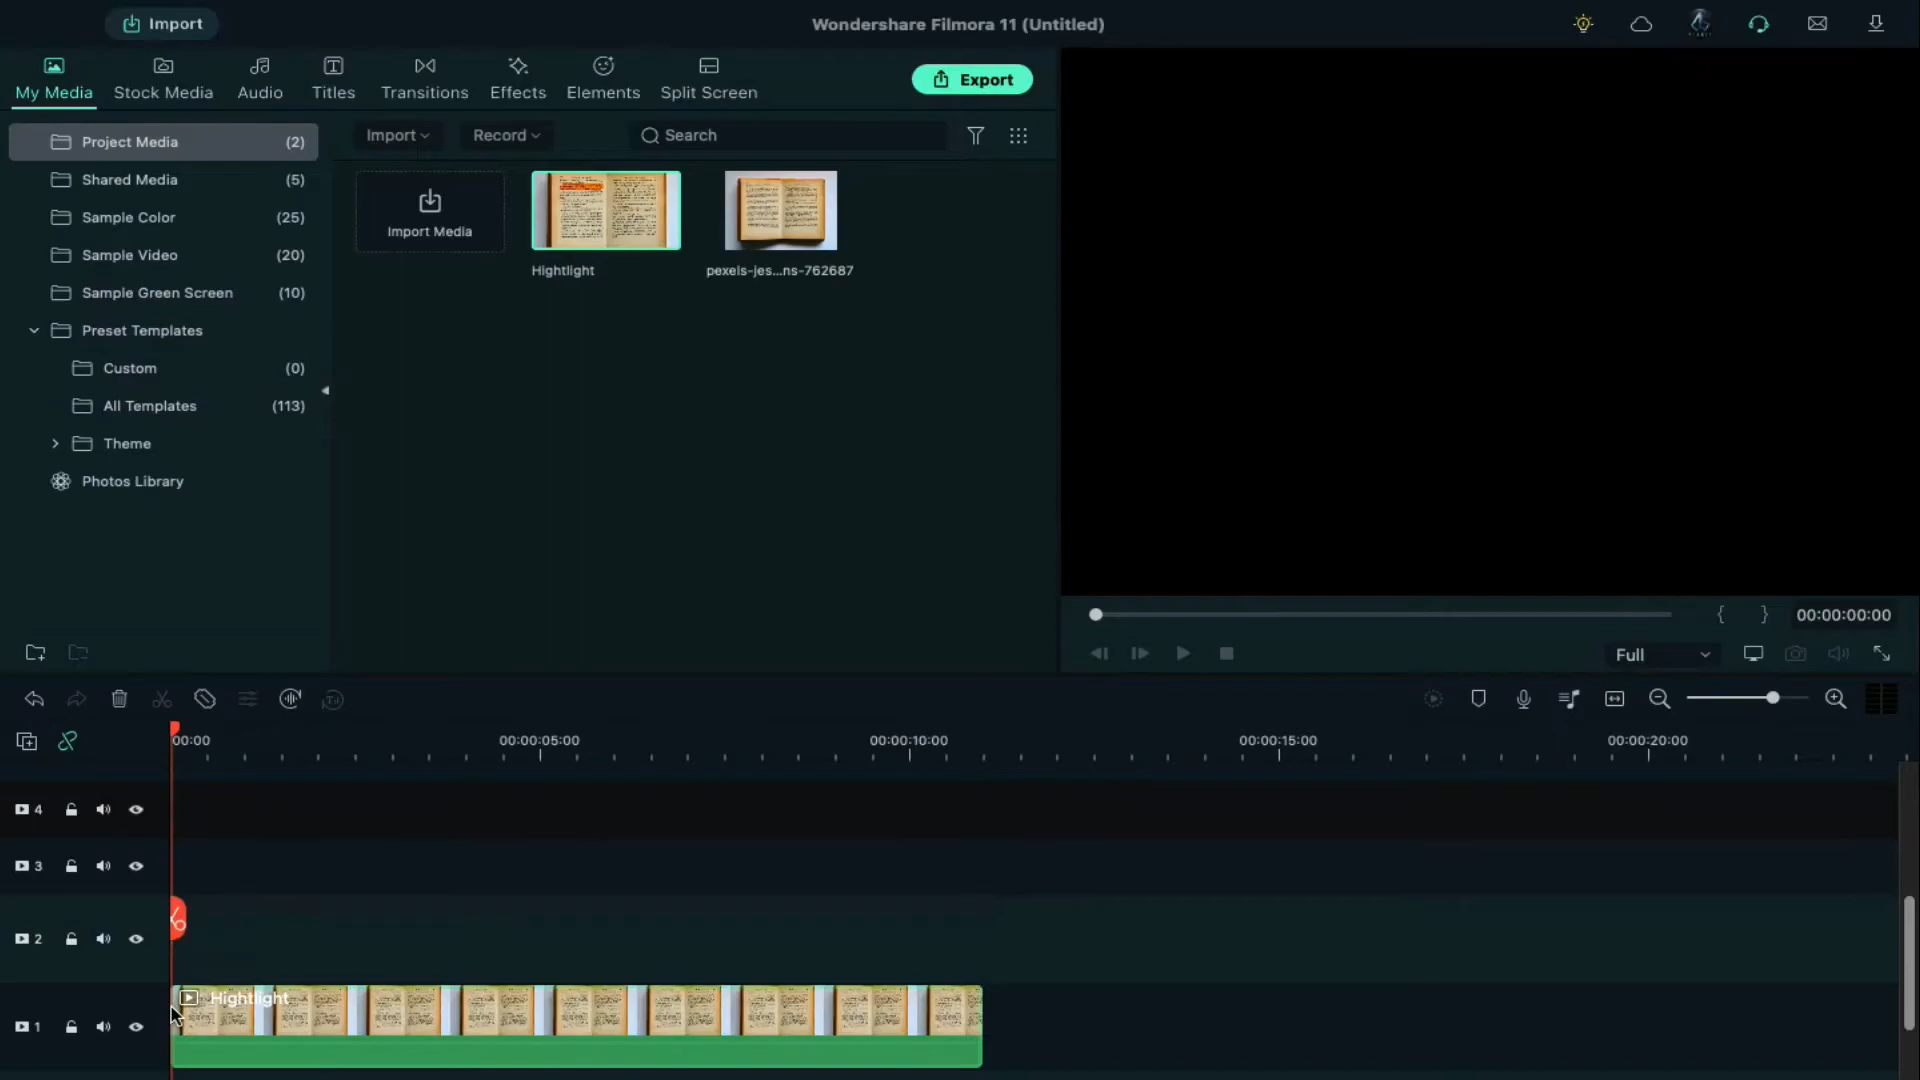 Import
Wondershare Filmora 11 (Untitled)
My Media
Stock Media
Audio
Titles
Transitions
Effects
Elements
Split Screen
Export
Project Media (2)
Shared Media (5)
Sample Color (25)
Sample Video (20)
Sample Green Screen (10)
Preset Templates
Custom (0)
All Templates (113)
Theme
Photos Library
Import
Record
Search
Import Media
Hightlight
pexels-jes...ns-762687
{ }
00:00:00:00
Full
00:00
00:00:05:00
00:00:10:00
00:00:15:00
00:00:20:00
4
3
2
1
Hightlight